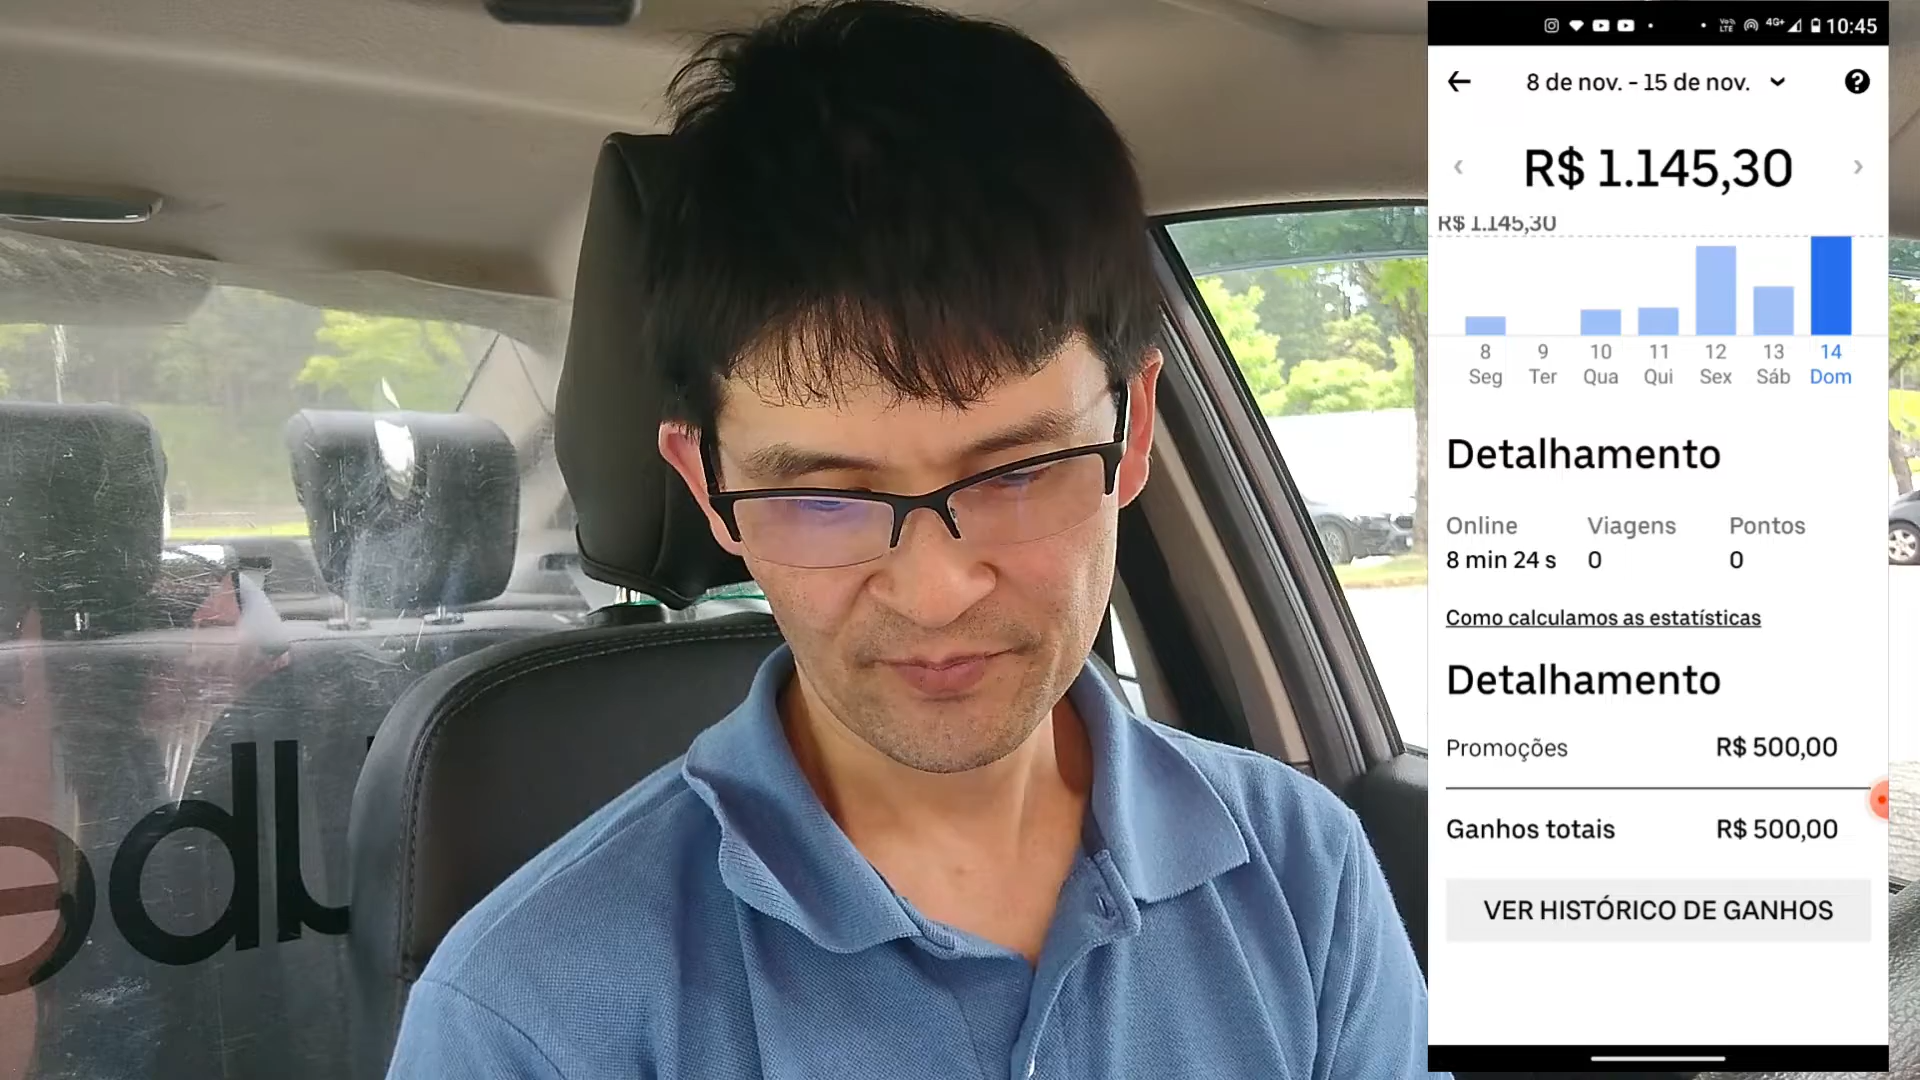 VoLTE 4G+ 10:45
8 de nov. - 15 de nov.
R$ 1.145,30
R$ 1.145,30
8 9 10 11 12 13 14
Seg Ter Qua Qui Sex Sáb Dom
Detalhamento
Online Viagens Pontos
8 min 24 s 0 0
Como calculamos as estatísticas
Detalhamento
Promoções R$ 500,00
Ganhos totais R$ 500,00
VER HISTÓRICO DE GANHOS